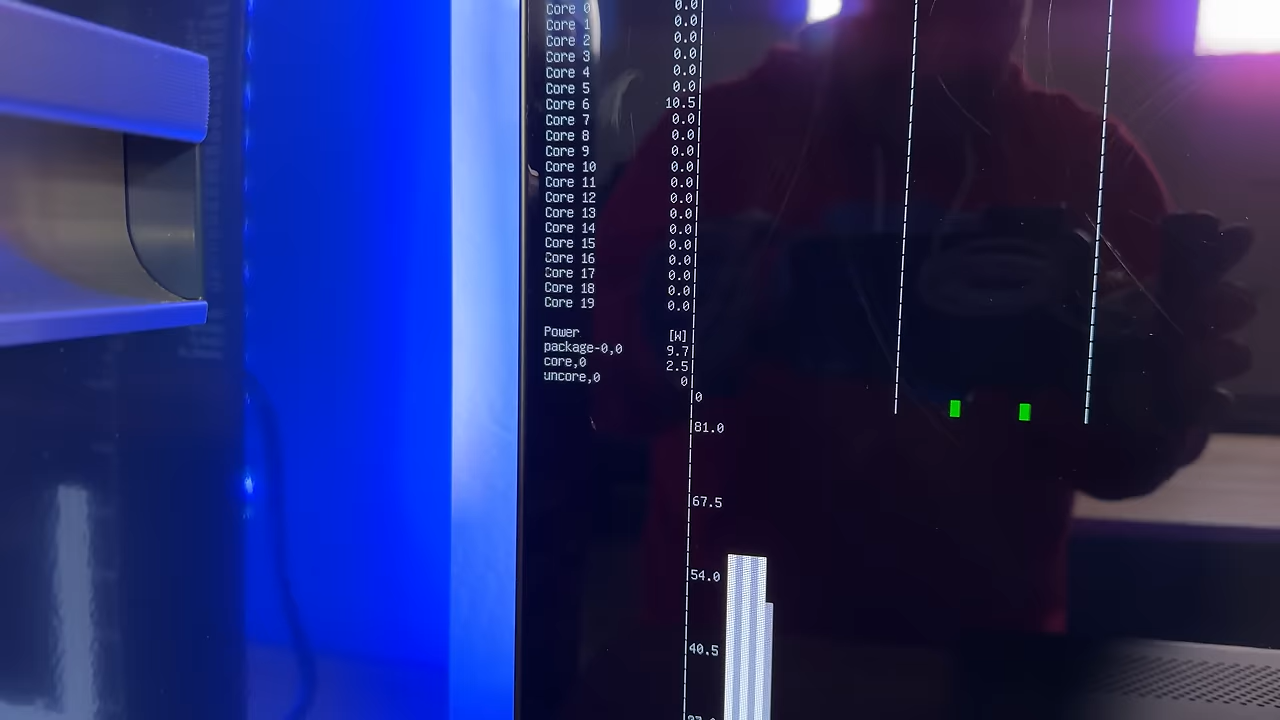 Core 0 0.0
Core 1 0.0
Core 2 0.0
Core 3 0.0
Core 4 0.0
Core 5 0.0
Core 6 10.5
Core 7 0.0
Core 8 0.0
Core 9 0.0
Core 10 0.0
Core 11 0.0
Core 12 0.0
Core 13 0.0
Core 14 0.0
Core 15 0.0
Core 16 0.0
Core 17 0.0
Core 18 0.0
Core 19 0.0
Power [W]
package-0,0 9.7
core,0 2.5
uncore,0 0
0
81.0
67.5
54.0
40.5